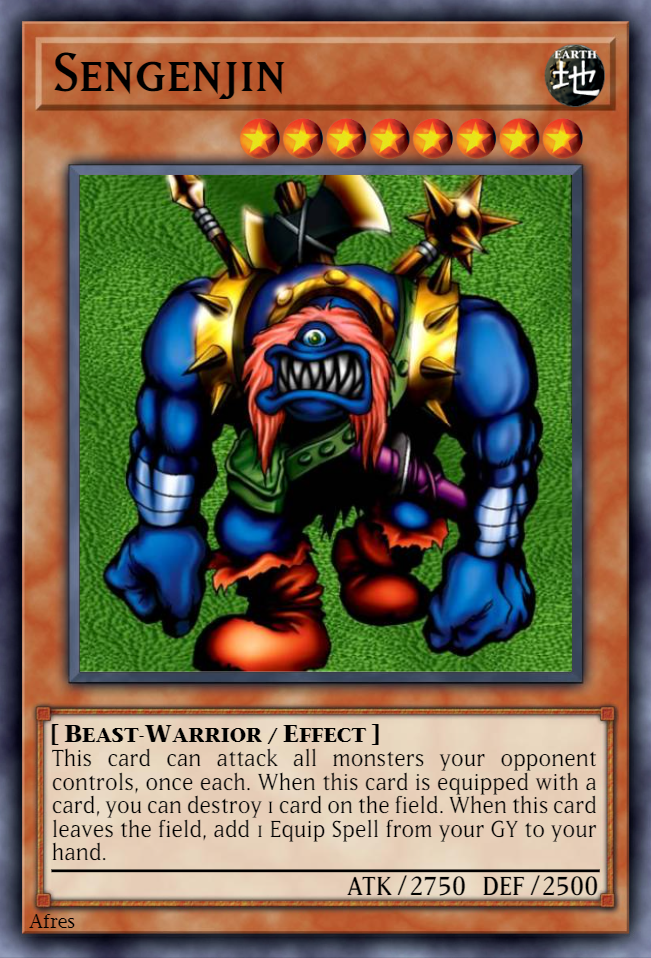 Sengenjin
EARTH
地
[ Beast-Warrior / Effect ]
This card can attack all monsters your opponent
controls, once each. When this card is equipped with a
card, you can destroy 1 card on the field. When this card
leaves the field, add 1 Equip Spell from your GY to your
hand.
ATK / 2750 DEF / 2500
Afres